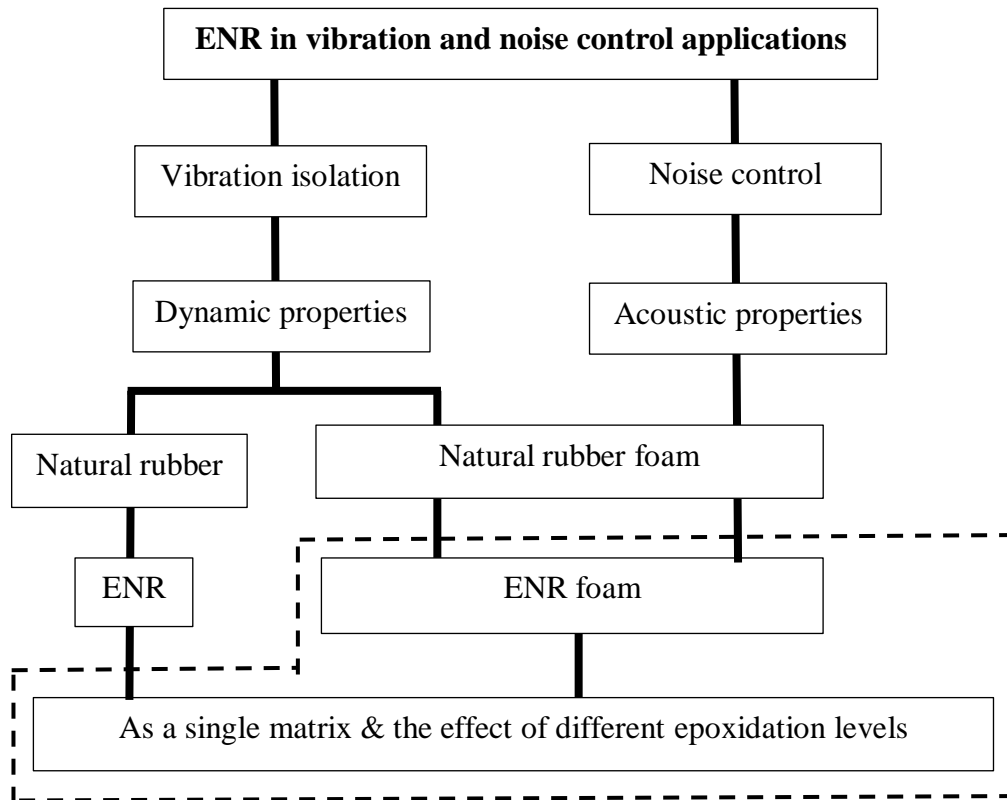 ENR in vibration and noise control applications
Vibration isolation
Noise control
Dynamic properties
Acoustic properties
Natural rubber
Natural rubber foam
ENR
ENR foam
As a single matrix & the effect of different epoxidation levels